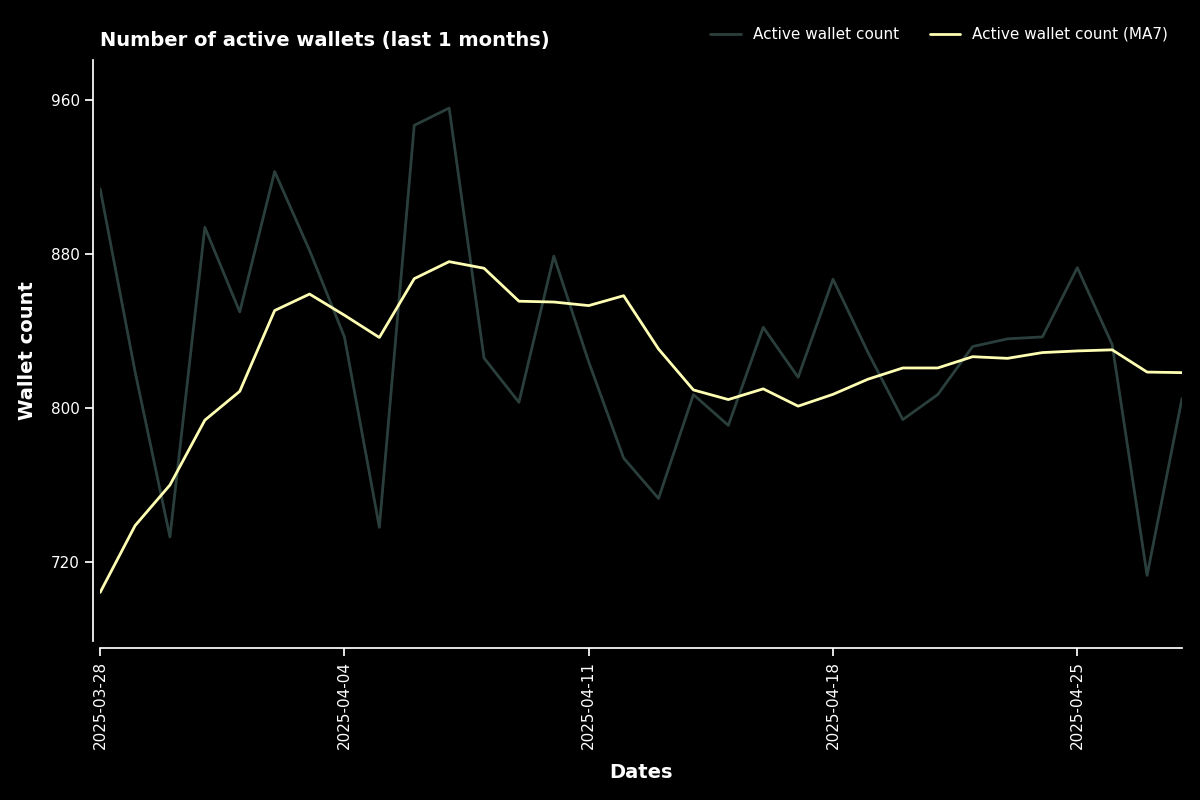 Number of active wallets (last 1 months)
Active wallet count
Active wallet count (MA7)
960
880
800
720
Wallet count
2025-03-28
2025-04-04
2025-04-11
2025-04-18
2025-04-25
Dates